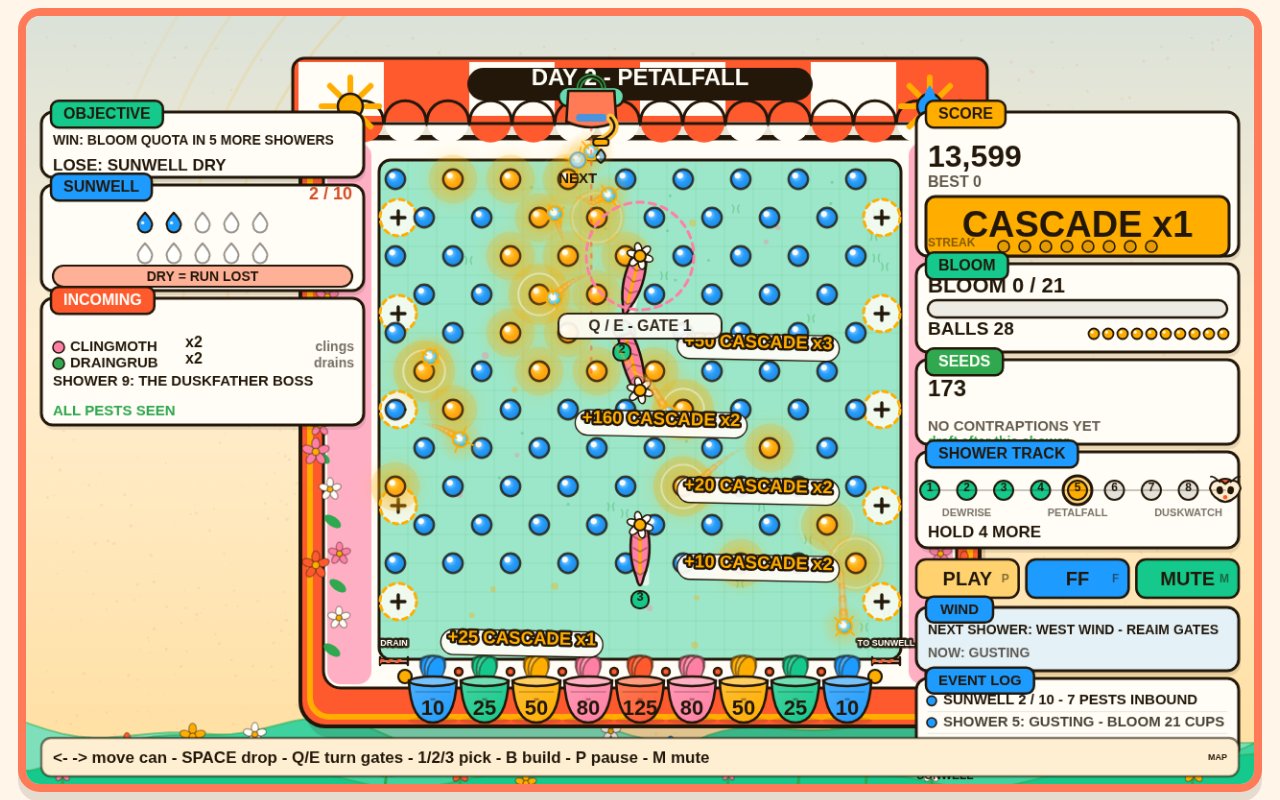 DAY 2 - PETALFALL
OBJECTIVE
WIN: BLOOM QUOTA IN 5 MORE SHOWERS
LOSE: SUNWELL DRY
SUNWELL
2 / 10
DRY = RUN LOST
INCOMING
CLINGMOTH x2 clings
DRAINGRUB x2 drains
SHOWER 9: THE DUSKFATHER BOSS
ALL PESTS SEEN
NEXT
Q / E - GATE 1
2
+50 CASCADE x3
+160 CASCADE x2
+20 CASCADE x2
+10 CASCADE x2
3
+25 CASCADE x1
DRAIN
TO SUNWELL
10 25 50 80 125 80 50 25 10
SCORE
13,599
BEST 0
CASCADE x1
STREAK
BLOOM
BLOOM 0 / 21
BALLS 28
SEEDS
173
NO CONTRAPTIONS YET
draft after this shower
SHOWER TRACK
1 2 3 4 5 6 7 8
DEWRISE PETALFALL DUSKWATCH
HOLD 4 MORE
PLAY P
FF F
MUTE M
WIND
NEXT SHOWER: WEST WIND - REAIM GATES
NOW: GUSTING
EVENT LOG
SUNWELL 2 / 10 - 7 PESTS INBOUND
SHOWER 5: GUSTING - BLOOM 21 CUPS
SUNWELL
<- -> move can - SPACE drop - Q/E turn gates - 1/2/3 pick - B build - P pause - M mute
MAP